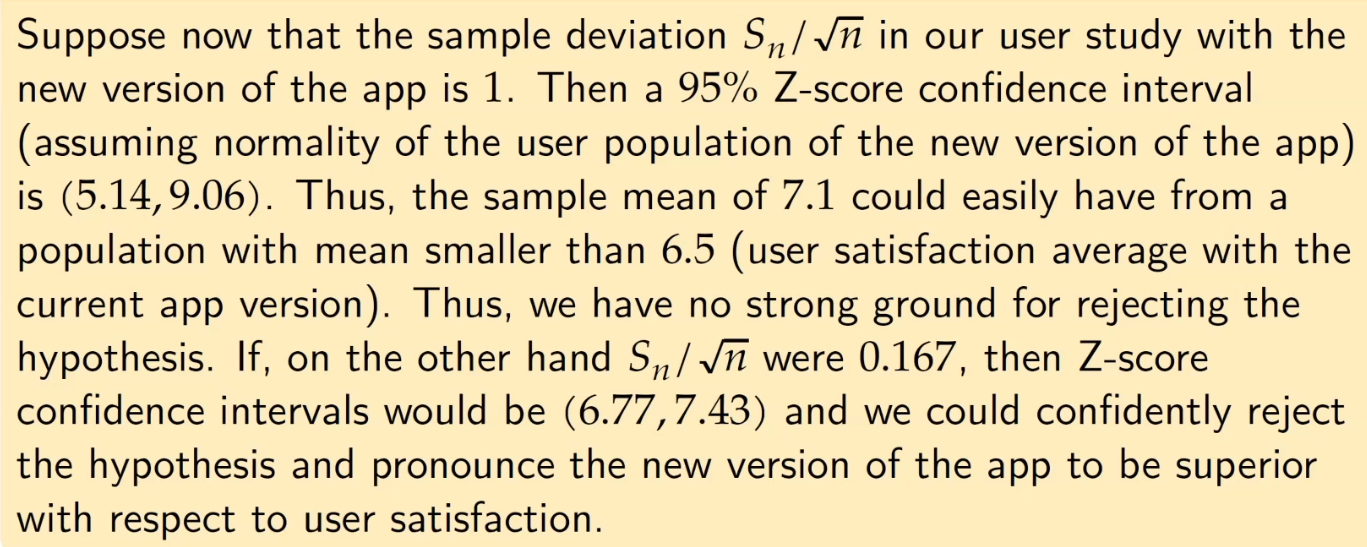 Suppose now that the sample deviation Sₙ/√n in our user study with the
new version of the app is 1. Then a 95% Z-score confidence interval
(assuming normality of the user population of the new version of the app)
is (5.14, 9.06). Thus, the sample mean of 7.1 could easily have from a
population with mean smaller than 6.5 (user satisfaction average with the
current app version). Thus, we have no strong ground for rejecting the
hypothesis. If, on the other hand Sₙ/√n were 0.167, then Z-score
confidence intervals would be (6.77, 7.43) and we could confidently reject
the hypothesis and pronounce the new version of the app to be superior
with respect to user satisfaction.